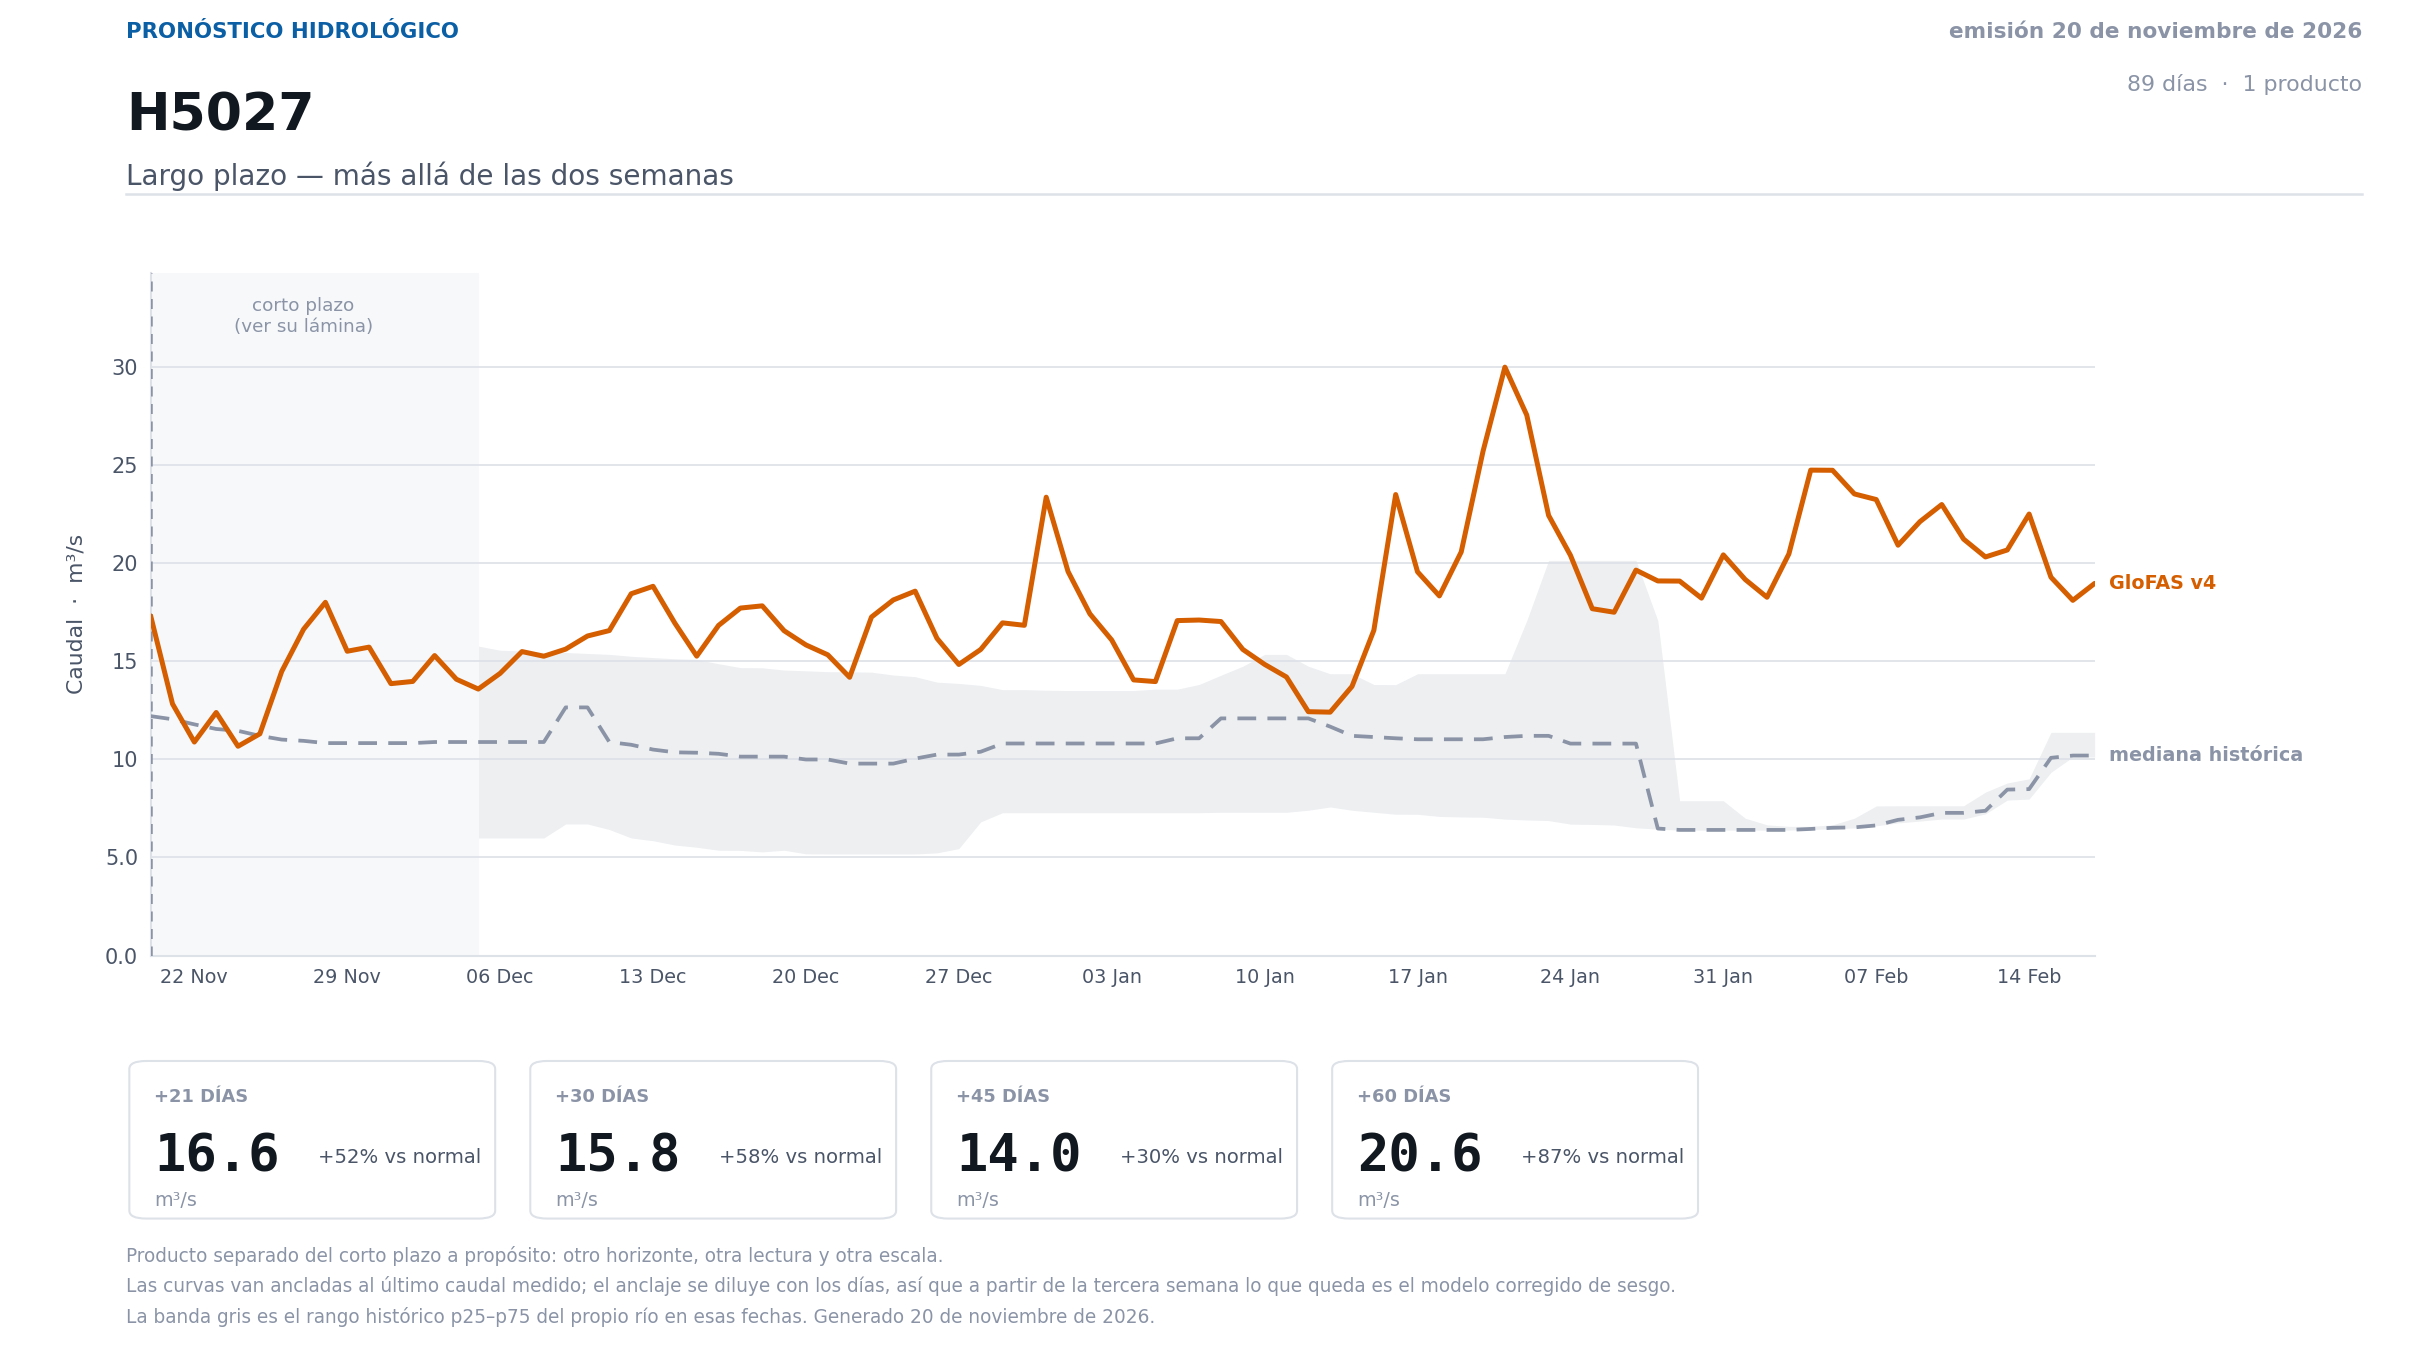 PRONÓSTICO HIDROLÓGICO
emisión 20 de noviembre de 2026
89 días · 1 producto
H5027
Largo plazo — más allá de las dos semanas
corto plazo
(ver su lámina)
Caudal · m³/s
30
25
20
15
10
5.0
0.0
GloFAS v4
mediana histórica
22 Nov
29 Nov
06 Dec
13 Dec
20 Dec
27 Dec
03 Jan
10 Jan
17 Jan
24 Jan
31 Jan
07 Feb
14 Feb
+21 DÍAS
16.6 +52% vs normal
m³/s
+30 DÍAS
15.8 +58% vs normal
m³/s
+45 DÍAS
14.0 +30% vs normal
m³/s
+60 DÍAS
20.6 +87% vs normal
m³/s
Producto separado del corto plazo a propósito: otro horizonte, otra lectura y otra escala.
Las curvas van ancladas al último caudal medido; el anclaje se diluye con los días, así que a partir de la tercera semana lo que queda es el modelo corregido de sesgo.
La banda gris es el rango histórico p25–p75 del propio río en esas fechas. Generado 20 de noviembre de 2026.